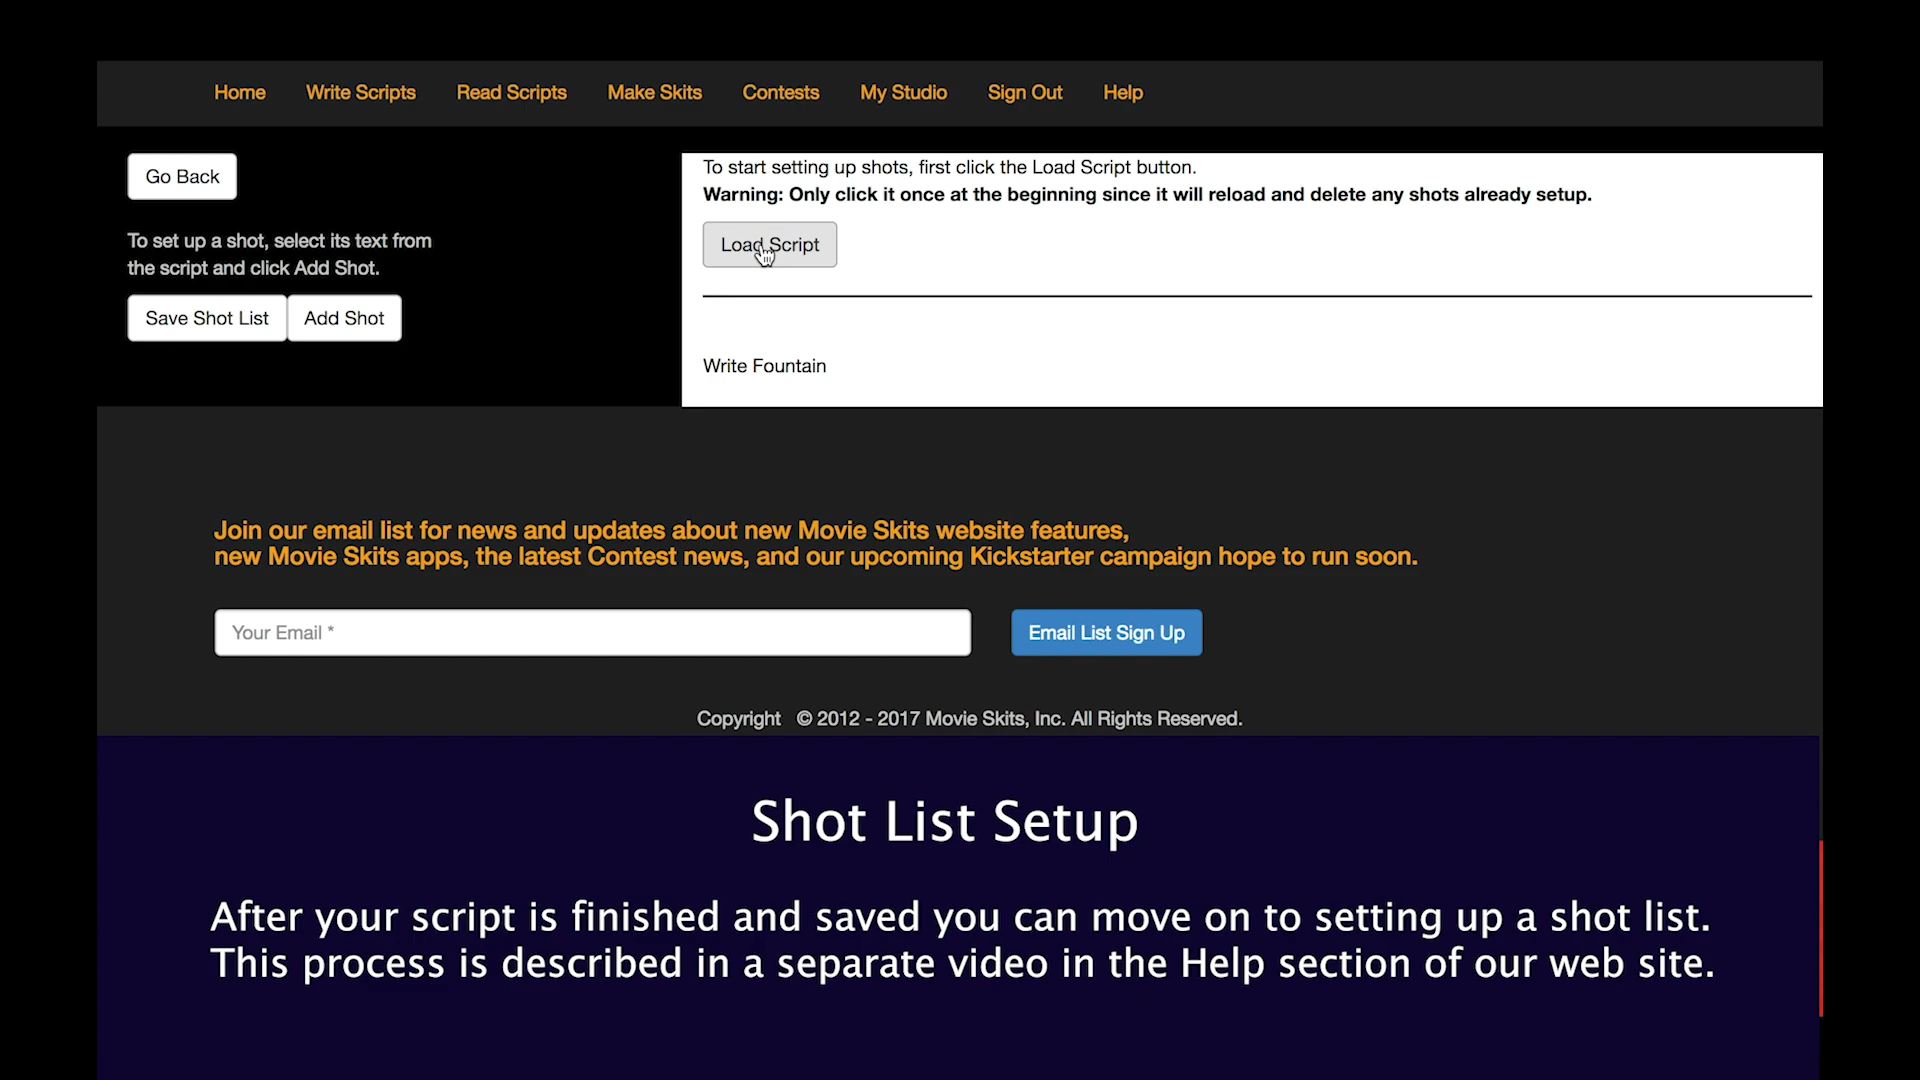 Home Write Scripts Read Scripts Make Skits Contests My Studio Sign Out Help
Go Back
To set up a shot, select its text from
the script and click Add Shot.
Save Shot List Add Shot
To start setting up shots, first click the Load Script button.
Warning: Only click it once at the beginning since it will reload and delete any shots already setup.
Load Script
Write Fountain
Join our email list for news and updates about new Movie Skits website features,
new Movie Skits apps, the latest Contest news, and our upcoming Kickstarter campaign hope to run soon.
Your Email * Email List Sign Up
Copyright © 2012 - 2017 Movie Skits, Inc. All Rights Reserved.
Shot List Setup
After your script is finished and saved you can move on to setting up a shot list.
This process is described in a separate video in the Help section of our web site.